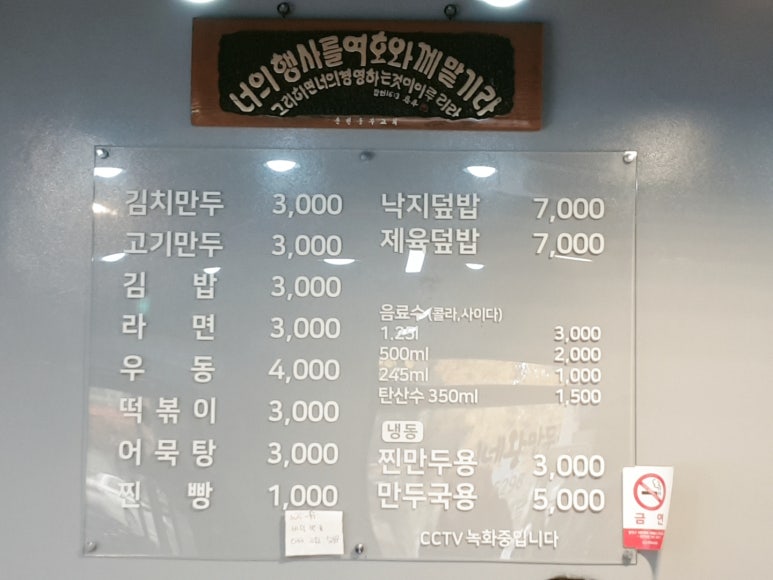 너의 행사를 여호와께 맡기라
그리하면 너의 경영하는 것이 이루리라
잠언16:3
김치만두 3,000
고기만두 3,000
김 밥 3,000
라 면 3,000
우 동 4,000
떡 볶 이 3,000
어 묵 탕 3,000
찐 빵 1,000
낙지덮밥 7,000
제육덮밥 7,000
음료수(콜라,사이다)
1.25l 3,000
500ml 2,000
245ml 1,000
탄산수 350ml 1,500
냉동
찐만두용 3,000
만두국용 5,000
CCTV 녹화중입니다
금 연